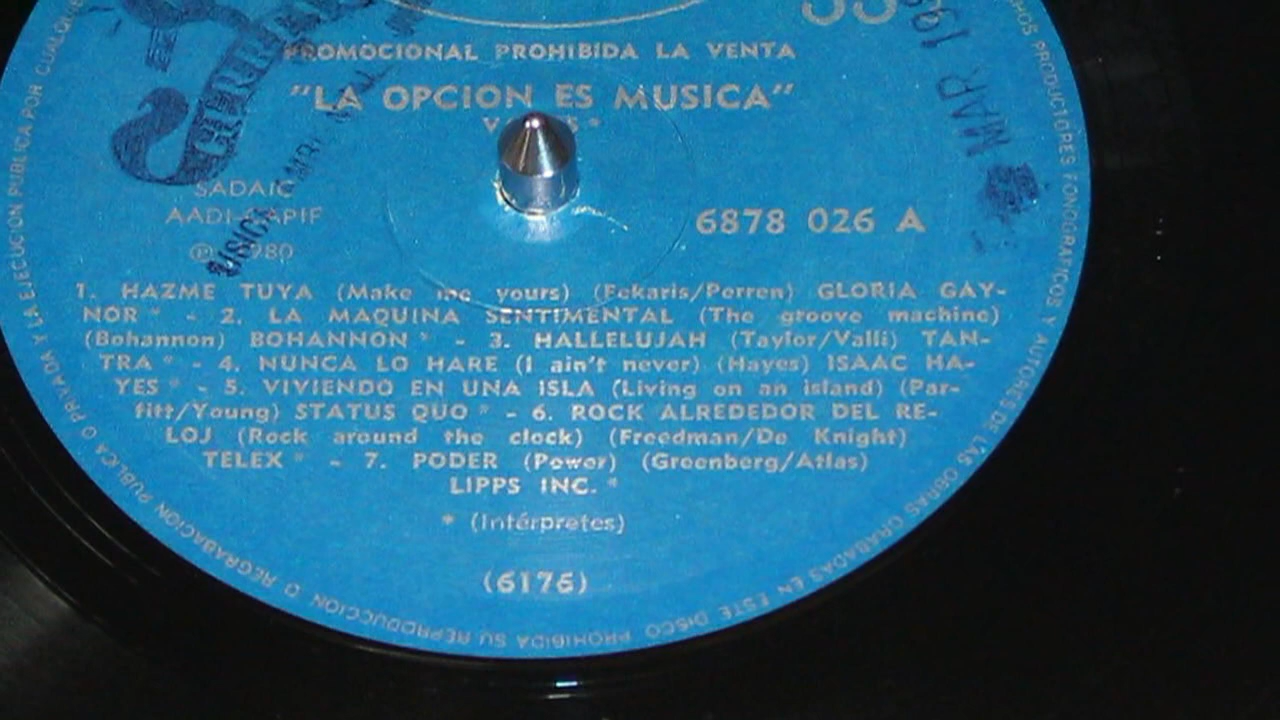 33
PROMOCIONAL PROHIBIDA LA VENTA
"LA OPCION ES MUSICA"
SADAIC
AADI-CAPIF
MAR
6878 026 A
1. HAZME TUYA (Make me yours) (Fekaris/Perren) GLORIA GAY-
NOR * - 2. LA MAQUINA SENTIMENTAL (The groove machine)
(Bohannon) BOHANNON * - 3. HALLELUJAH (Taylor/Valli) TAN-
TRA * - 4. NUNCA LO HARE (I ain't never) (Hayes) ISAAC HA-
YES * - 5. VIVIENDO EN UNA ISLA (Living on an island) (Par-
fitt/Young) STATUS QUO * - 6. ROCK ALREDEDOR DEL RE-
LOJ (Rock around the clock) (Freedman/De Knight)
TELEX * - 7. PODER (Power) (Greenberg/Atlas)
LIPPS INC. *
* (Intérpretes)
(6175)
PRODUCTORES FONOGRAFICOS Y AUTORES DE LAS OBRAS GRABADAS EN ESTE DISCO PROHIBIDA SU REPRODUCCION O REGRABACION PUBLICA O PRIVADA Y LA EJECUCION PUBLICA POR